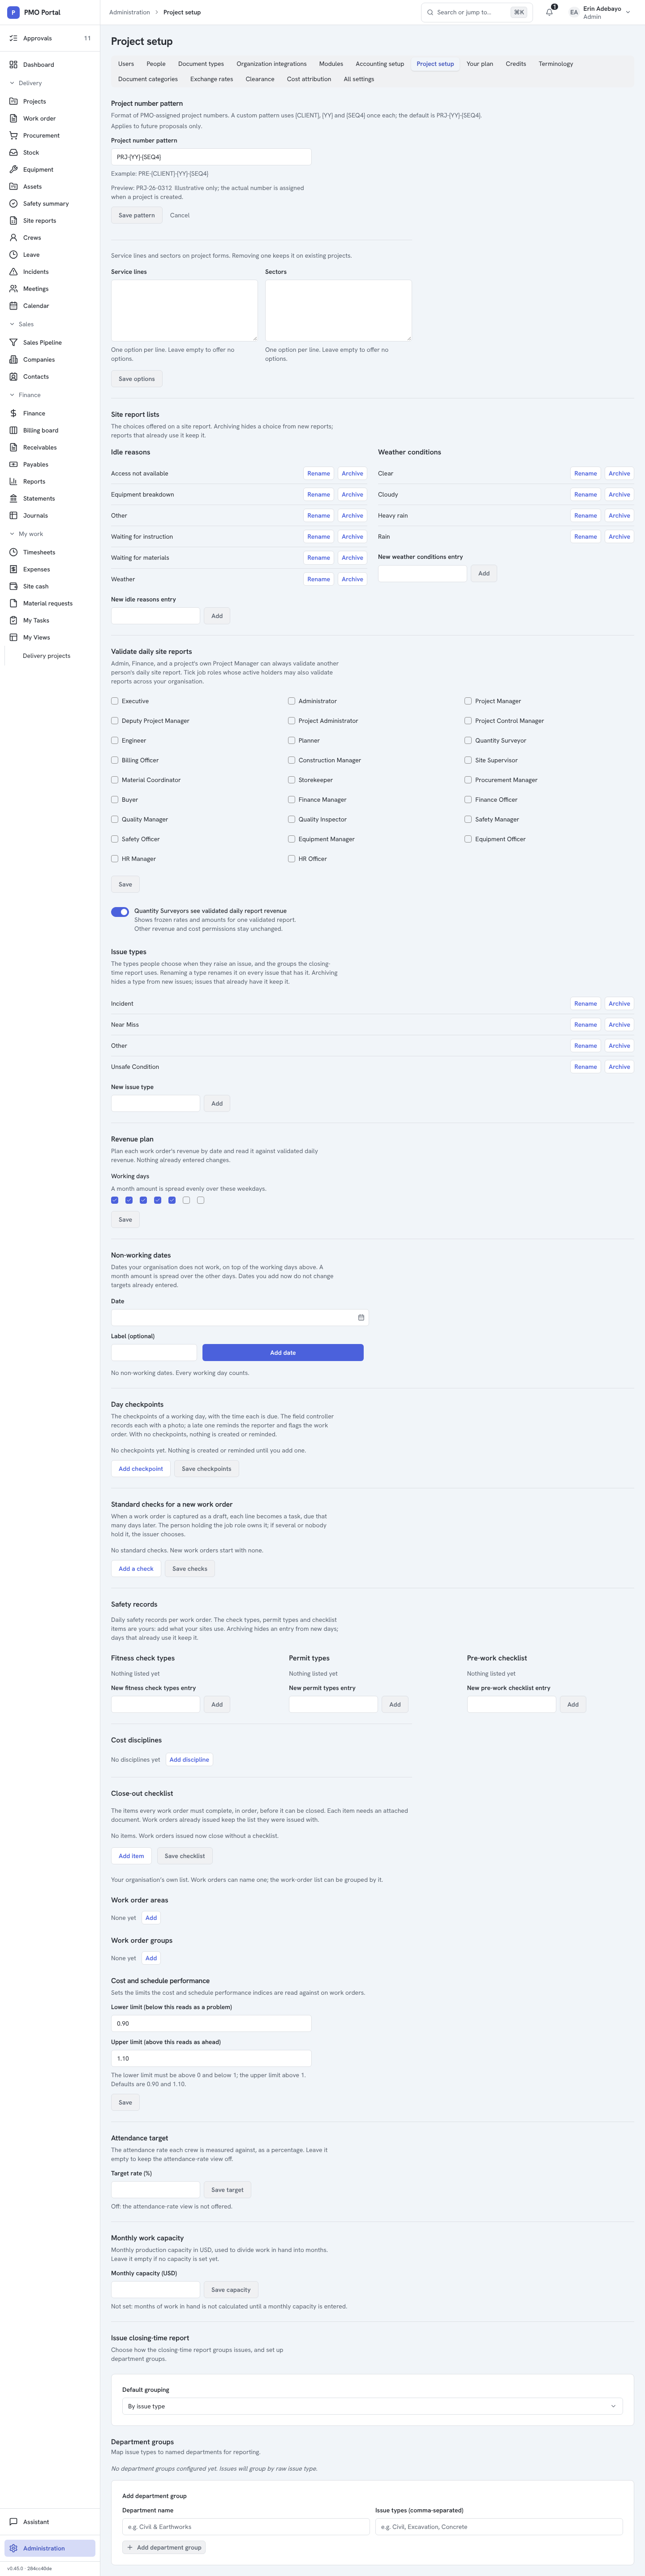 P PMO Portal
Administration > Project setup
Search or jump to... ⌘K
1
EA Erin Adebayo
Admin
Approvals 11
Dashboard
Delivery
Projects
Work order
Procurement
Stock
Equipment
Assets
Safety summary
Site reports
Crews
Leave
Incidents
Meetings
Calendar
Sales
Sales Pipeline
Companies
Contacts
Finance
Finance
Billing board
Receivables
Payables
Reports
Statements
Journals
My work
Timesheets
Expenses
Site cash
Material requests
My Tasks
My Views
Delivery projects
Assistant
Administration
Project setup
Users People Document types Organization integrations Modules Accounting setup Project setup Your plan Credits Terminology
Document categories Exchange rates Clearance Cost attribution All settings
Project number pattern
Format of PMO-assigned project numbers. A custom pattern uses {CLIENT}, {YY} and {SEQ4} once each; the default is PRJ-{YY}-{SEQ4}.
Applies to future proposals only.
Project number pattern
PRJ-{YY}-{SEQ4}
Example: PRE-{CLIENT}-{YY}-{SEQ4}
Preview: PRJ-26-0312 Illustrative only; the actual number is assigned
when a project is created.
Save pattern Cancel
Service lines and sectors on project forms. Removing one keeps it on existing projects.
Service lines Sectors
One option per line. Leave empty to offer no
options.
One option per line. Leave empty to offer no
options.
Save options
Site report lists
The choices offered on a site report. Archiving hides a choice from new reports;
reports that already use it keep it.
Idle reasons
Access not available Rename Archive
Equipment breakdown Rename Archive
Other Rename Archive
Waiting for instruction Rename Archive
Waiting for materials Rename Archive
Weather Rename Archive
New idle reasons entry
Add
Weather conditions
Clear Rename Archive
Cloudy Rename Archive
Heavy rain Rename Archive
Rain Rename Archive
New weather conditions entry
Add
Validate daily site reports
Admin, Finance, and a project's own Project Manager can always validate another
person's daily site report. Tick job roles whose active holders may also validate
reports across your organisation.
Executive Administrator Project Manager
Deputy Project Manager Project Administrator Project Control Manager
Engineer Planner Quantity Surveyor
Billing Officer Construction Manager Site Supervisor
Material Coordinator Storekeeper Procurement Manager
Buyer Finance Manager Finance Officer
Quality Manager Quality Inspector Safety Manager
Safety Officer Equipment Manager Equipment Officer
HR Manager HR Officer
Save
Quantity Surveyors see validated daily report revenue
Shows frozen rates and amounts for one validated report.
Other revenue and cost permissions stay unchanged.
Issue types
The types people choose when they raise an issue, and the groups the closing-
time report uses. Renaming a type renames it on every issue that has it. Archiving
hides a type from new issues; issues that already have it keep it.
Incident Rename Archive
Near Miss Rename Archive
Other Rename Archive
Unsafe Condition Rename Archive
New issue type
Add
Revenue plan
Plan each work order's revenue by date and read it against validated daily
revenue. Nothing already entered changes.
Working days
A month amount is spread evenly over these weekdays.
Save
Non-working dates
Dates your organisation does not work, on top of the working days above. A
month amount is spread over the other days. Dates you add now do not change
targets already entered.
Date
Label (optional)
Add date
No non-working dates. Every working day counts.
Day checkpoints
The checkpoints of a working day, with the time each is due. The field controller
records each with a photo; a late one reminds the reporter and flags the work
order. With no checkpoints, nothing is created or reminded.
No checkpoints yet. Nothing is created or reminded until you add one.
Add checkpoint Save checkpoints
Standard checks for a new work order
When a work order is captured as a draft, each line becomes a task, due that
many days later. The person holding the job role owns it; if several or nobody
hold it, the issuer chooses.
No standard checks. New work orders start with none.
Add a check Save checks
Safety records
Daily safety records per work order. The check types, permit types and checklist
items are yours: add what your sites use. Archiving hides an entry from new days;
days that already use it keep it.
Fitness check types Permit types Pre-work checklist
Nothing listed yet Nothing listed yet Nothing listed yet
New fitness check types entry New permit types entry New pre-work checklist entry
Add Add Add
Cost disciplines
No disciplines yet Add discipline
Close-out checklist
The items every work order must complete, in order, before it can be closed. Each item needs an attached
document. Work orders already issued keep the list they were issued with.
No items. Work orders issued now close without a checklist.
Add item Save checklist
Your organisation's own list. Work orders can name one; the work-order list can be grouped by it.
Work order areas
None yet Add
Work order groups
None yet Add
Cost and schedule performance
Sets the limits the cost and schedule performance indices are read against on work orders.
Lower limit (below this reads as a problem)
0.90
Upper limit (above this reads as ahead)
1.10
The lower limit must be above 0 and below 1; the upper limit above 1.
Defaults are 0.90 and 1.10.
Save
Attendance target
The attendance rate each crew is measured against, as a percentage. Leave it
empty to keep the attendance-rate view off.
Target rate (%)
Save target
Off: the attendance-rate view is not offered.
Monthly work capacity
Monthly production capacity in USD, used to divide work in hand into months.
Leave it empty if no capacity is set yet.
Monthly capacity (USD)
Save capacity
Not set: months of work in hand is not calculated until a monthly capacity is entered.
Issue closing-time report
Choose how the closing-time report groups issues, and set up
department groups.
Default grouping
By issue type
Department groups
Map issue types to named departments for reporting.
No department groups configured yet. Issues will group by raw issue type.
Add department group
Department name Issue types (comma-separated)
e.g. Civil & Earthworks e.g. Civil, Excavation, Concrete
+ Add department group